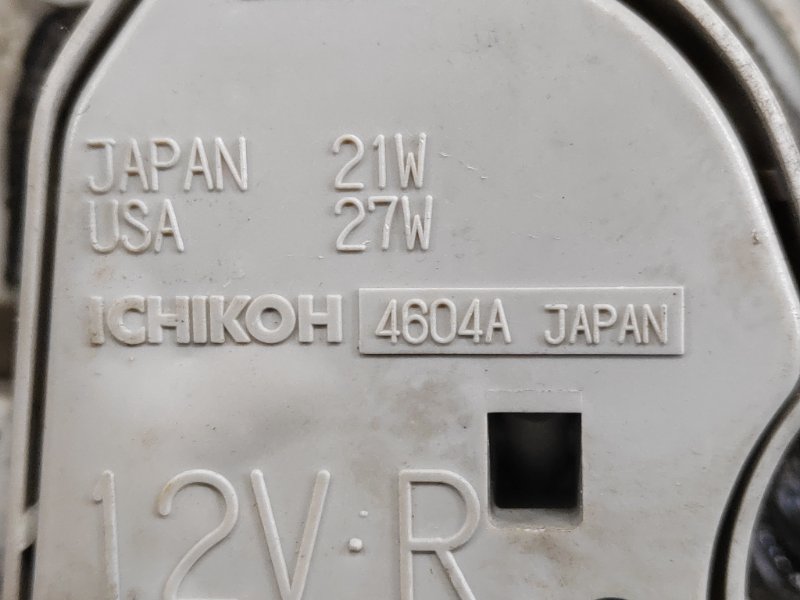 JAPAN 21W
USA 27W
ICHIKOH 4604A JAPAN
12V R